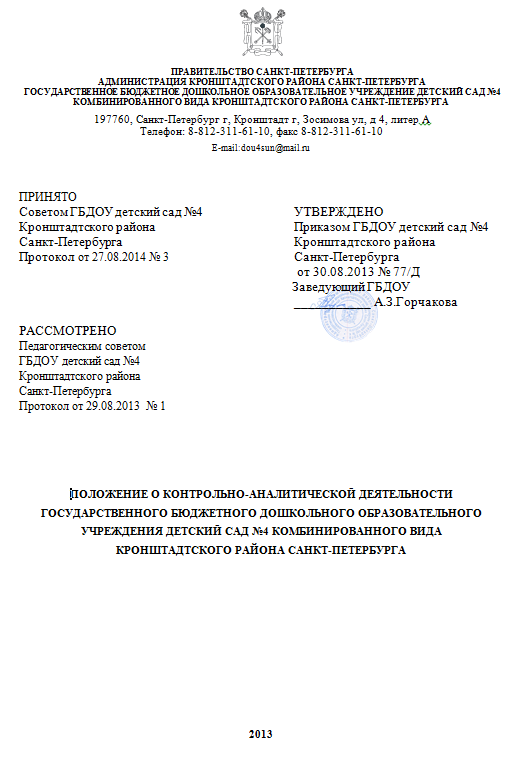 ПРАВИТЕЛЬСТВО САНКТ-ПЕТЕРБУРГА
АДМИНИСТРАЦИЯ КРОНШТАДТСКОГО РАЙОНА САНКТ-ПЕТЕРБУРГА
ГОСУДАРСТВЕННОЕ БЮДЖЕТНОЕ ДОШКОЛЬНОЕ ОБРАЗОВАТЕЛЬНОЕ УЧРЕЖДЕНИЕ ДЕТСКИЙ САД №4
КОМБИНИРОВАННОГО ВИДА КРОНШТАДТСКОГО РАЙОНА САНКТ-ПЕТЕРБУРГА
197760, Санкт-Петербург г, Кронштадт г, Зосимова ул, д 4, литер А
Телефон: 8-812-311-61-10, факс 8-812-311-61-10
E-mail:dou4sun@mail.ru
ПРИНЯТО
Советом ГБДОУ детский сад №4
Кронштадтского района
Санкт-Петербурга
Протокол от 27.08.2014 № 3
УТВЕРЖДЕНО
Приказом ГБДОУ детский сад №4
Кронштадтского района
Санкт-Петербурга
от 30.08.2013 № 77/Д
Заведующий ГБДОУ
____________ А.З.Горчакова
РАССМОТРЕНО
Педагогическим советом
ГБДОУ детский сад №4
Кронштадтского района
Санкт-Петербурга
Протокол от 29.08.2013 № 1
ПОЛОЖЕНИЕ О КОНТРОЛЬНО-АНАЛИТИЧЕСКОЙ ДЕЯТЕЛЬНОСТИ
ГОСУДАРСТВЕННОГО БЮДЖЕТНОГО ДОШКОЛЬНОГО ОБРАЗОВАТЕЛЬНОГО
УЧРЕЖДЕНИЯ ДЕТСКИЙ САД №4 КОМБИНИРОВАННОГО ВИДА
КРОНШТАДТСКОГО РАЙОНА САНКТ-ПЕТЕРБУРГА
2013